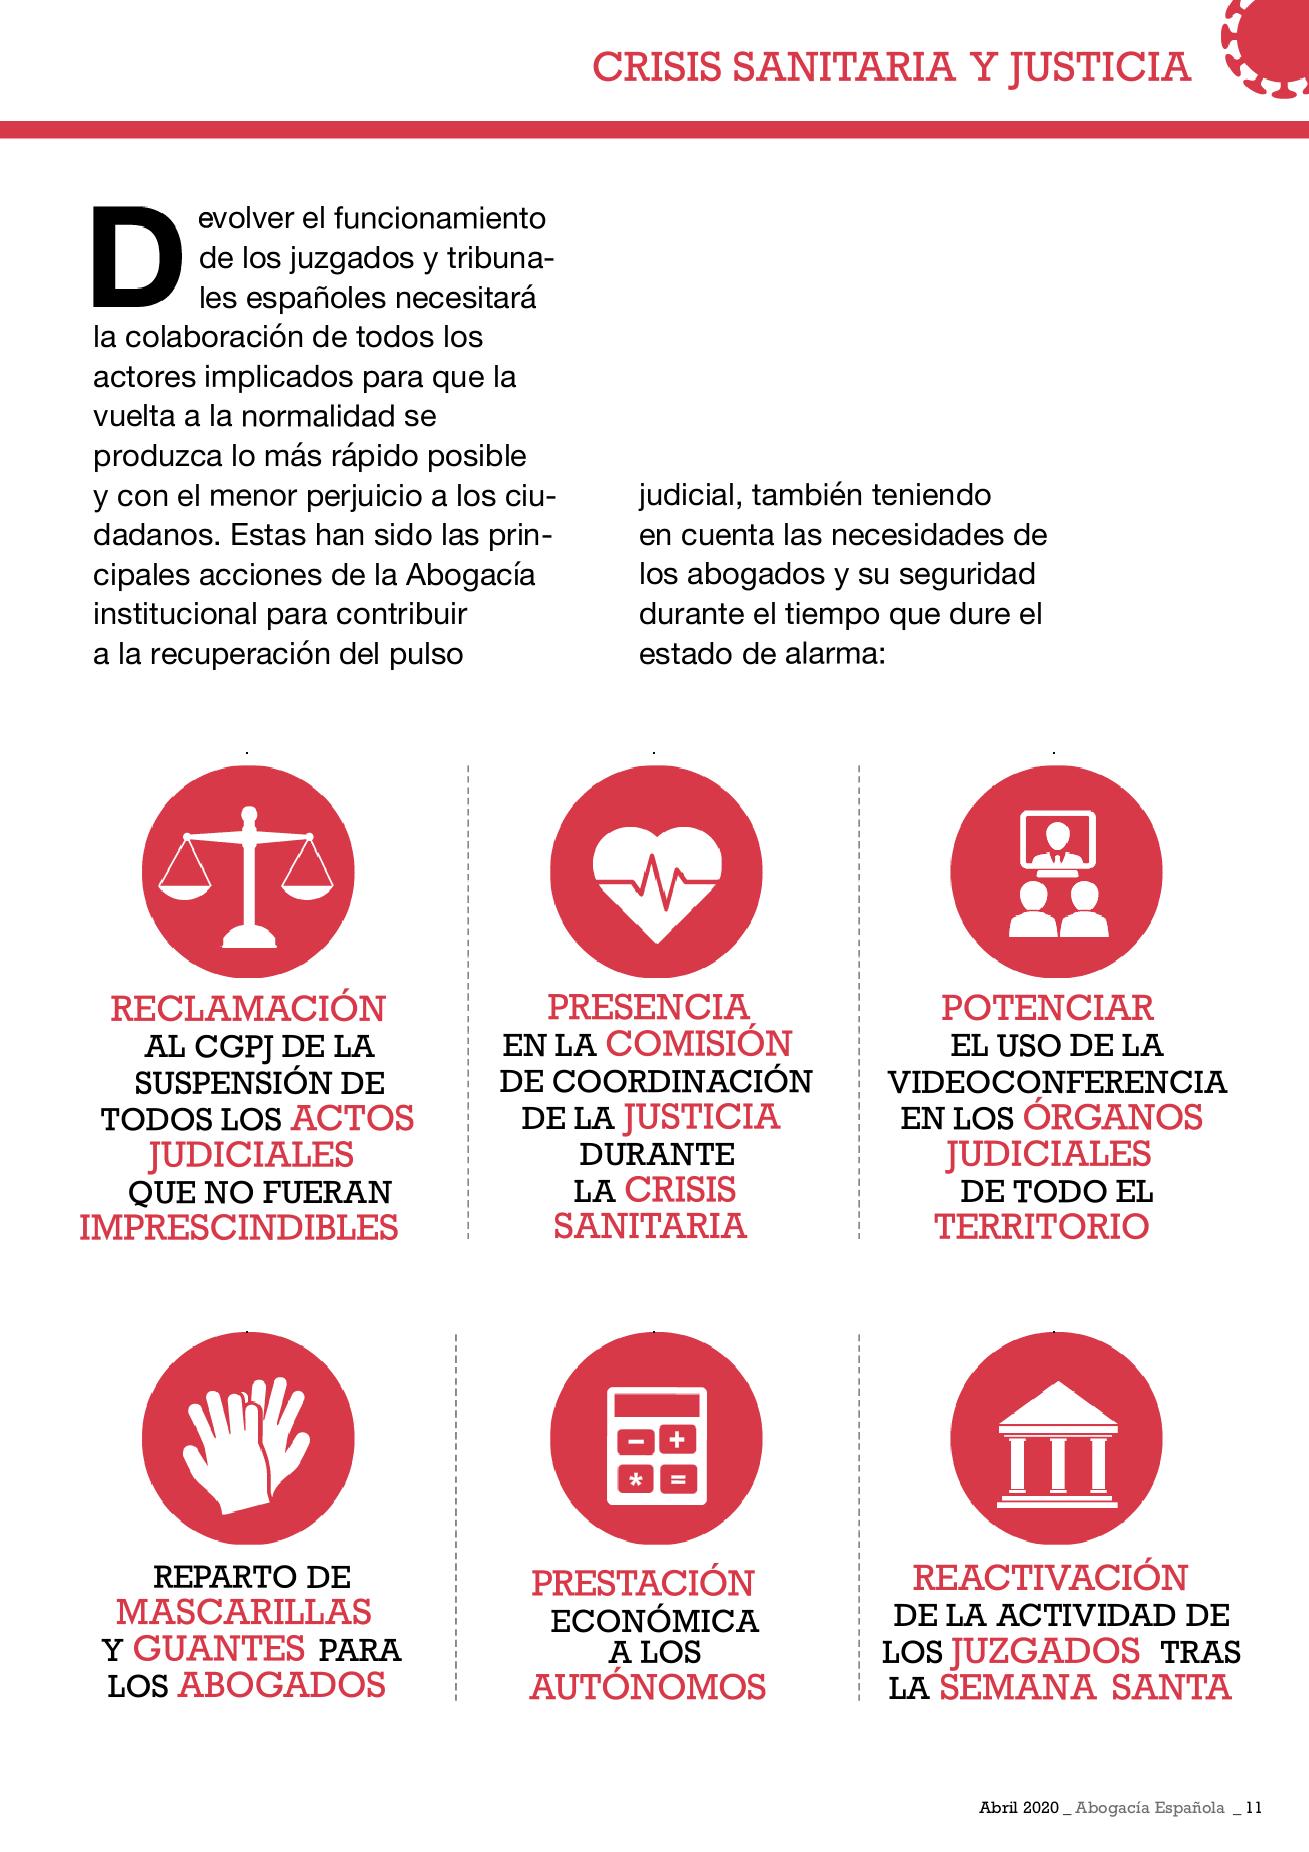 CRISIS SANITARIA Y JUSTICIA
Devolver el funcionamiento
de los juzgados y tribuna-
les españoles necesitará
la colaboración de todos los
actores implicados para que la
vuelta a la normalidad se
produzca lo más rápido posible
y con el menor perjuicio a los ciu-
dadanos. Estas han sido las prin-
cipales acciones de la Abogacía
institucional para contribuir
a la recuperación del pulso
judicial, también teniendo
en cuenta las necesidades de
los abogados y su seguridad
durante el tiempo que dure el
estado de alarma:
RECLAMACIÓN
AL CGPJ DE LA
SUSPENSIÓN DE
TODOS LOS ACTOS
JUDICIALES
QUE NO FUERAN
IMPRESCINDIBLES
PRESENCIA
EN LA COMISIÓN
DE COORDINACIÓN
DE LA JUSTICIA
DURANTE
LA CRISIS
SANITARIA
POTENCIAR
EL USO DE LA
VIDEOCONFERENCIA
EN LOS ÓRGANOS
JUDICIALES
DE TODO EL
TERRITORIO
REPARTO DE
MASCARILLAS
Y GUANTES PARA
LOS ABOGADOS
PRESTACIÓN
ECONÓMICA
A LOS
AUTÓNOMOS
REACTIVACIÓN
DE LA ACTIVIDAD DE
LOS JUZGADOS TRAS
LA SEMANA SANTA
Abril 2020 _ Abogacía Española _ 11